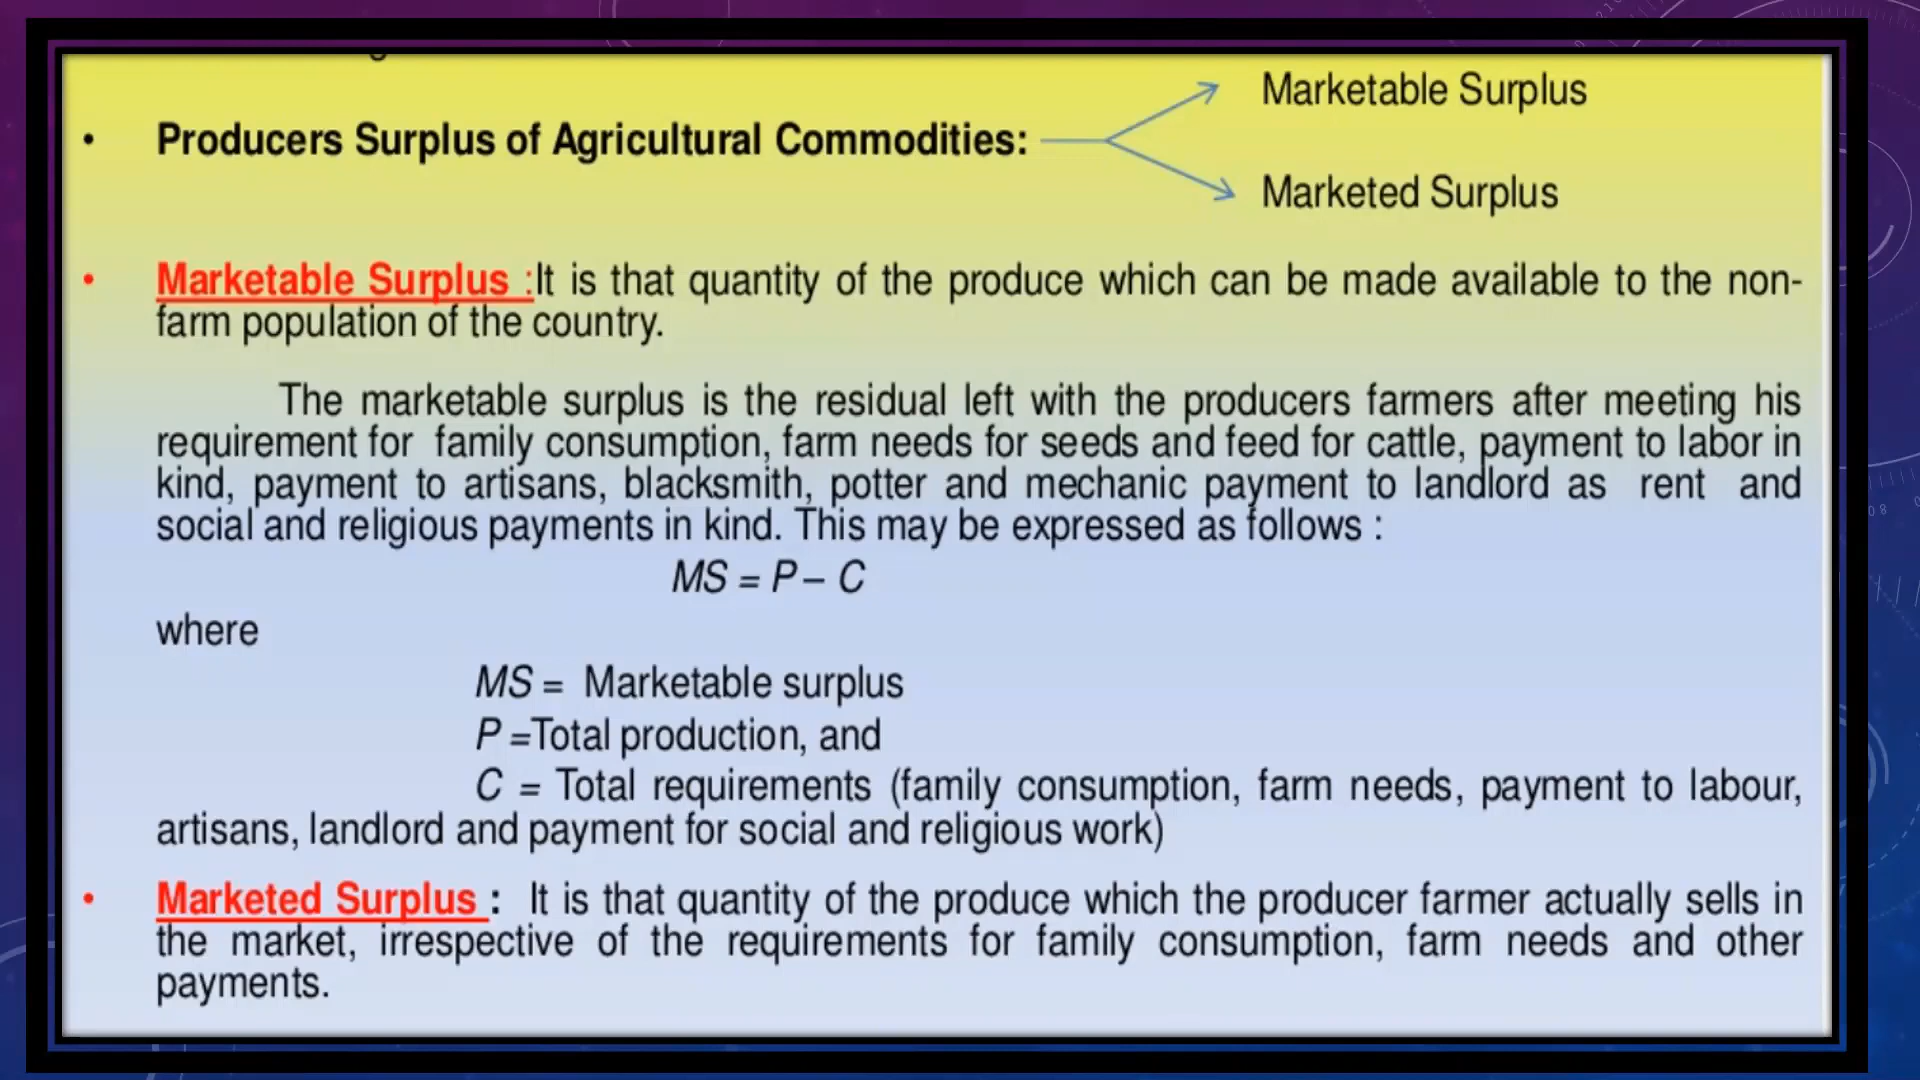 Marketable Surplus
• Producers Surplus of Agricultural Commodities:
Marketed Surplus
• Marketable Surplus :It is that quantity of the produce which can be made available to the non-
farm population of the country.
The marketable surplus is the residual left with the producers farmers after meeting his
requirement for family consumption, farm needs for seeds and feed for cattle, payment to labor in
kind, payment to artisans, blacksmith, potter and mechanic payment to landlord as rent and
social and religious payments in kind. This may be expressed as follows :
MS = P – C
where
MS = Marketable surplus
P =Total production, and
C = Total requirements (family consumption, farm needs, payment to labour,
artisans, landlord and payment for social and religious work)
• Marketed Surplus : It is that quantity of the produce which the producer farmer actually sells in
the market, irrespective of the requirements for family consumption, farm needs and other
payments.